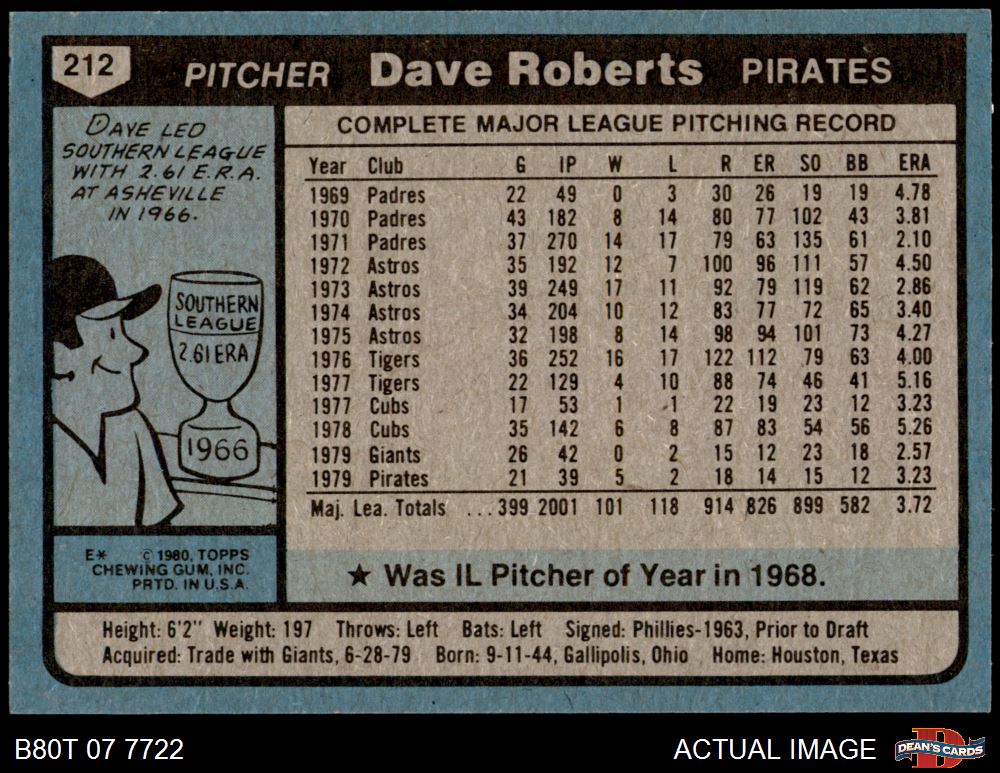 212 PITCHER Dave Roberts PIRATES
DAVE LED
SOUTHERN LEAGUE
WITH 2.61 E.R.A.
AT ASHEVILLE
IN 1966.
SOUTHERN
LEAGUE
2.61 ERA
1966
E* © 1980, TOPPS
CHEWING GUM, INC.
PRTD. IN U.S.A.
COMPLETE MAJOR LEAGUE PITCHING RECORD
Year Club G IP W L R ER SO BB ERA
1969 Padres 22 49 0 3 30 26 19 19 4.78
1970 Padres 43 182 8 14 80 77 102 43 3.81
1971 Padres 37 270 14 17 79 63 135 61 2.10
1972 Astros 35 192 12 7 100 96 111 57 4.50
1973 Astros 39 249 17 11 92 79 119 62 2.86
1974 Astros 34 204 10 12 83 77 72 65 3.40
1975 Astros 32 198 8 14 98 94 101 73 4.27
1976 Tigers 36 252 16 17 122 112 79 63 4.00
1977 Tigers 22 129 4 10 88 74 46 41 5.16
1977 Cubs 17 53 1 1 22 19 23 12 3.23
1978 Cubs 35 142 6 8 87 83 54 56 5.26
1979 Giants 26 42 0 2 15 12 23 18 2.57
1979 Pirates 21 39 5 2 18 14 15 12 3.23
Maj. Lea. Totals ...399 2001 101 118 914 826 899 582 3.72
★ Was IL Pitcher of Year in 1968.
Height: 6'2" Weight: 197 Throws: Left Bats: Left Signed: Phillies-1963, Prior to Draft
Acquired: Trade with Giants, 6-28-79 Born: 9-11-44, Gallipolis, Ohio Home: Houston, Texas
B80T 07 7722 ACTUAL IMAGE D DEAN'S CARDS